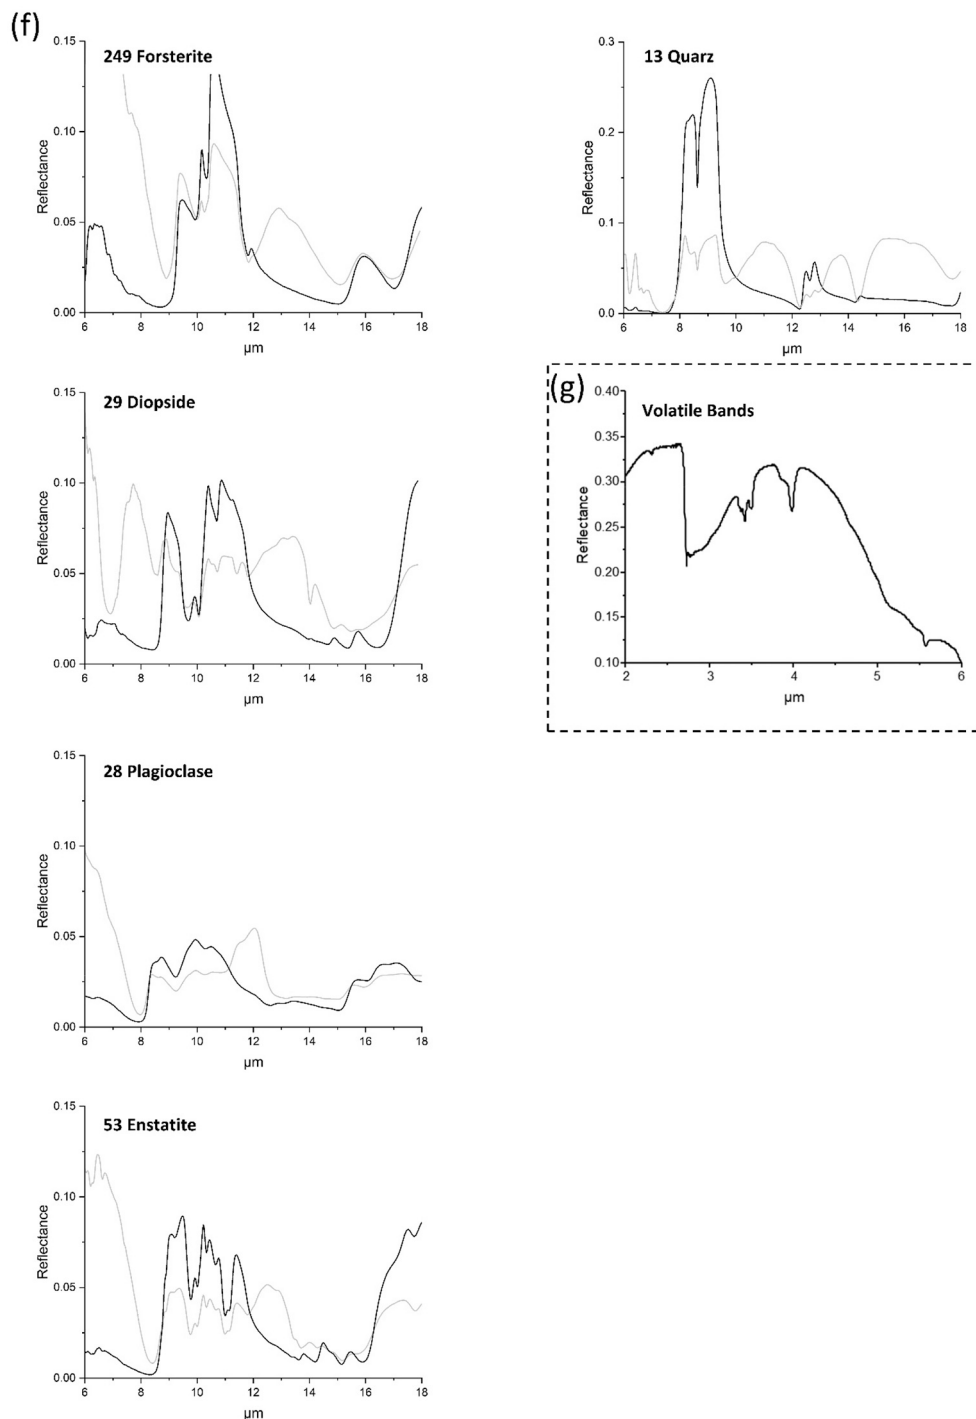 (f)
249 Forsterite
0.15
0.10
0.05
0.00
Reflectance
6 8 10 12 14 16 18
µm
13 Quarz
0.3
0.2
0.1
0.0
Reflectance
6 8 10 12 14 16 18
µm
29 Diopside
0.15
0.10
0.05
0.00
Reflectance
6 8 10 12 14 16 18
µm
(g)
Volatile Bands
0.40
0.35
0.30
0.25
0.20
0.15
0.10
Reflectance
2 3 4 5 6
µm
28 Plagioclase
0.15
0.10
0.05
0.00
Reflectance
6 8 10 12 14 16 18
µm
53 Enstatite
0.15
0.10
0.05
0.00
Reflectance
6 8 10 12 14 16 18
µm